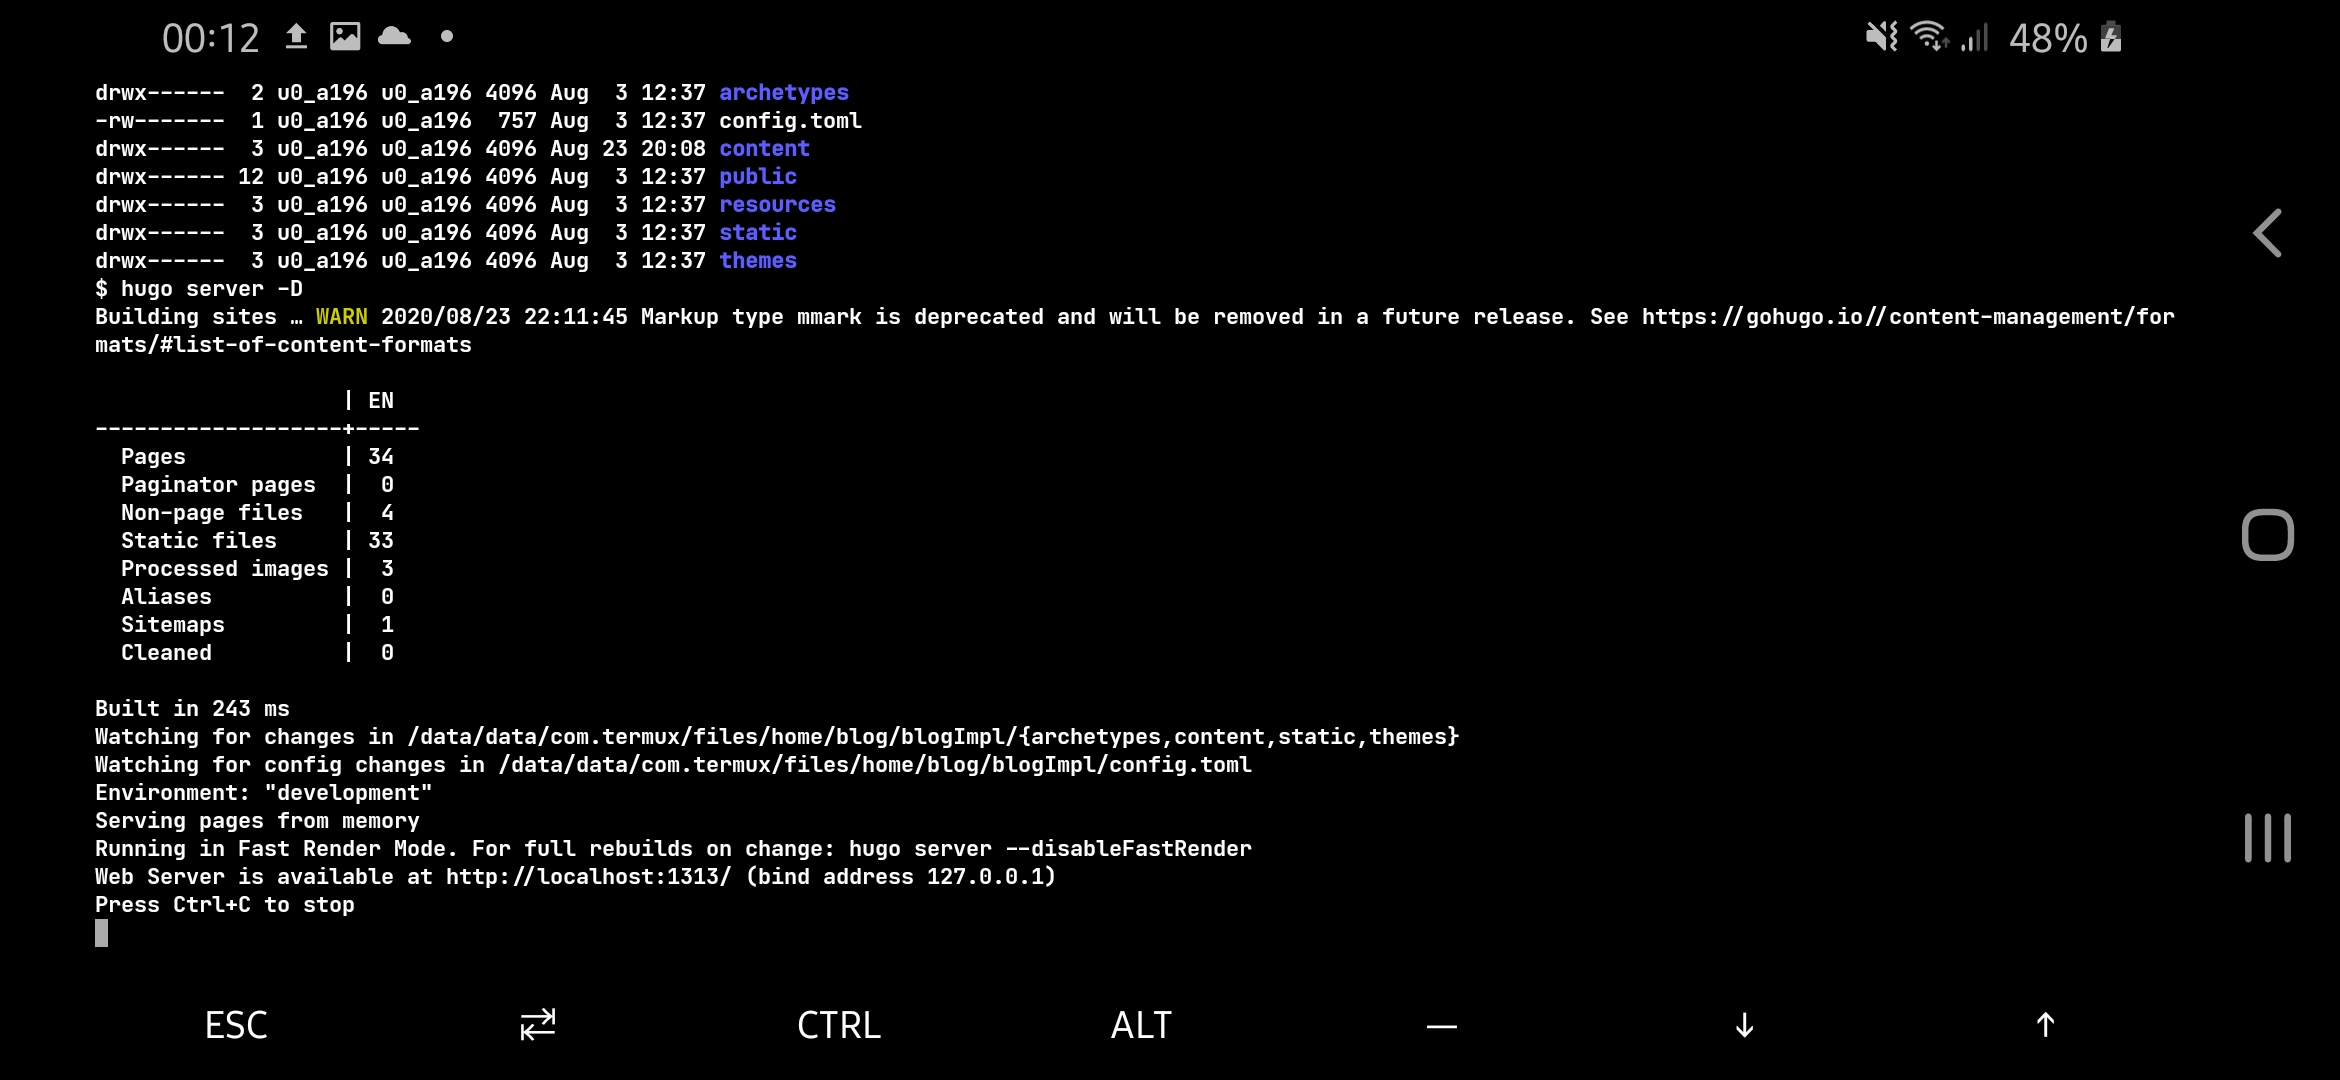 00:12 48%
drwx------  2 u0_a196 u0_a196 4096 Aug  3 12:37 archetypes
-rw-------  1 u0_a196 u0_a196  757 Aug  3 12:37 config.toml
drwx------  3 u0_a196 u0_a196 4096 Aug 23 20:08 content
drwx------ 12 u0_a196 u0_a196 4096 Aug  3 12:37 public
drwx------  3 u0_a196 u0_a196 4096 Aug  3 12:37 resources
drwx------  3 u0_a196 u0_a196 4096 Aug  3 12:37 static
drwx------  3 u0_a196 u0_a196 4096 Aug  3 12:37 themes
$ hugo server -D
Building sites … WARN 2020/08/23 22:11:45 Markup type mmark is deprecated and will be removed in a future release. See https://gohugo.io//content-management/for
mats/#list-of-content-formats
                   | EN
-------------------+-----
  Pages            | 34
  Paginator pages  |  0
  Non-page files   |  4
  Static files     | 33
  Processed images |  3
  Aliases          |  0
  Sitemaps         |  1
  Cleaned          |  0
Built in 243 ms
Watching for changes in /data/data/com.termux/files/home/blog/blogImpl/{archetypes,content,static,themes}
Watching for config changes in /data/data/com.termux/files/home/blog/blogImpl/config.toml
Environment: "development"
Serving pages from memory
Running in Fast Render Mode. For full rebuilds on change: hugo server --disableFastRender
Web Server is available at http://localhost:1313/ (bind address 127.0.0.1)
Press Ctrl+C to stop
ESC ⇄ CTRL ALT — ↓ ↑